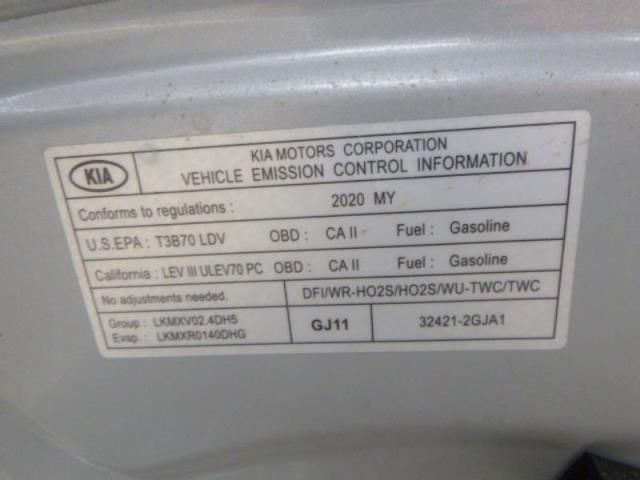 KIA
KIA MOTORS CORPORATION
VEHICLE EMISSION CONTROL INFORMATION
Conforms to regulations : 2020 MY
U.S.EPA : T3B70 LDV OBD : CA II Fuel : Gasoline
California : LEV III ULEV70 PC OBD : CA II Fuel : Gasoline
No adjustments needed. DFI/WR-HO2S/HO2S/WU-TWC/TWC
Group : LKMXV02.4DH5
Evap. : LKMXR0140DHG
GJ11
32421-2GJA1